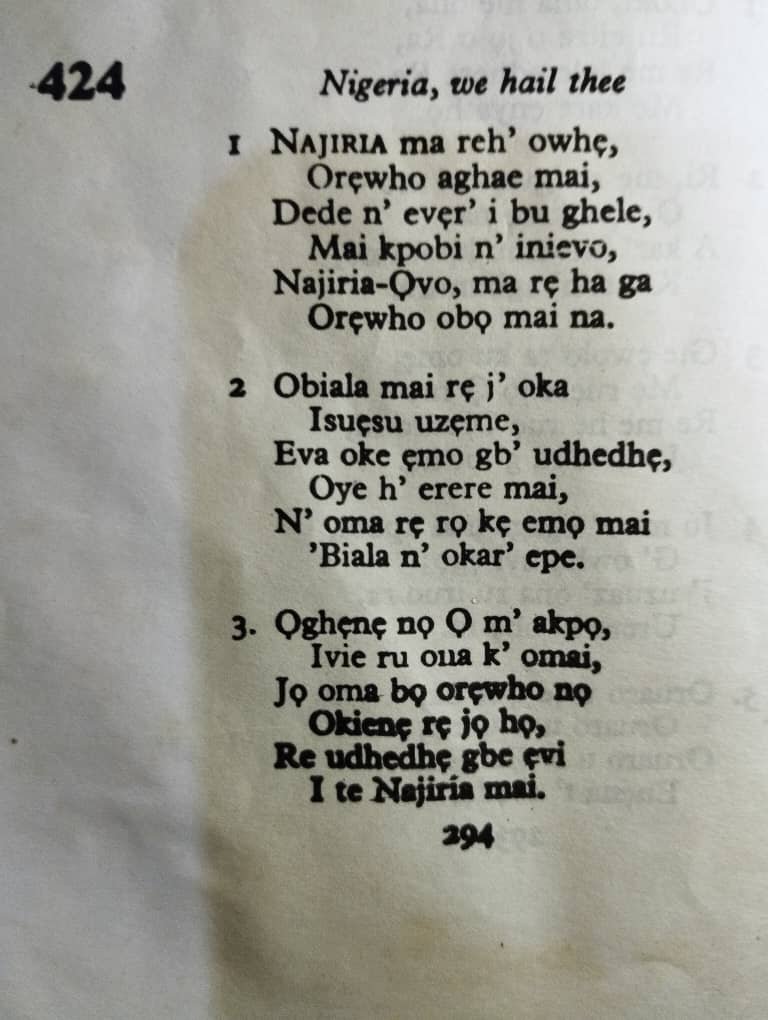 424
Nigeria, we hail thee
1 NAJIRIA ma reh' owhẹ,
Orẹwho aghae mai,
Dede n' evẹr' i bu ghele,
Mai kpobi n' inievo,
Najiria-Ọvo, ma rẹ ha ga
Orẹwho obọ mai na.
2 Obiala mai rẹ j' oka
Isuẹsu uzẹme,
Eva oke ẹmo gb' udhedhẹ,
Oye h' erere mai,
N' oma rẹ rọ kẹ emọ mai
'Biala n' okar' epe.
3. Ọghẹnẹ nọ Ọ m' akpọ,
Ivie ru oua k' omai,
Jọ oma bọ orẹwho nọ
Okienẹ rẹ jọ họ,
Re udhedhẹ gbe ẹvi
I te Najiria mai.
294